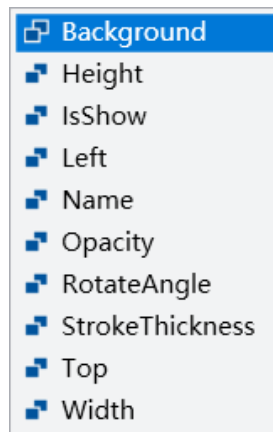 Background
Height
IsShow
Left
Name
Opacity
RotateAngle
StrokeThickness
Top
Width